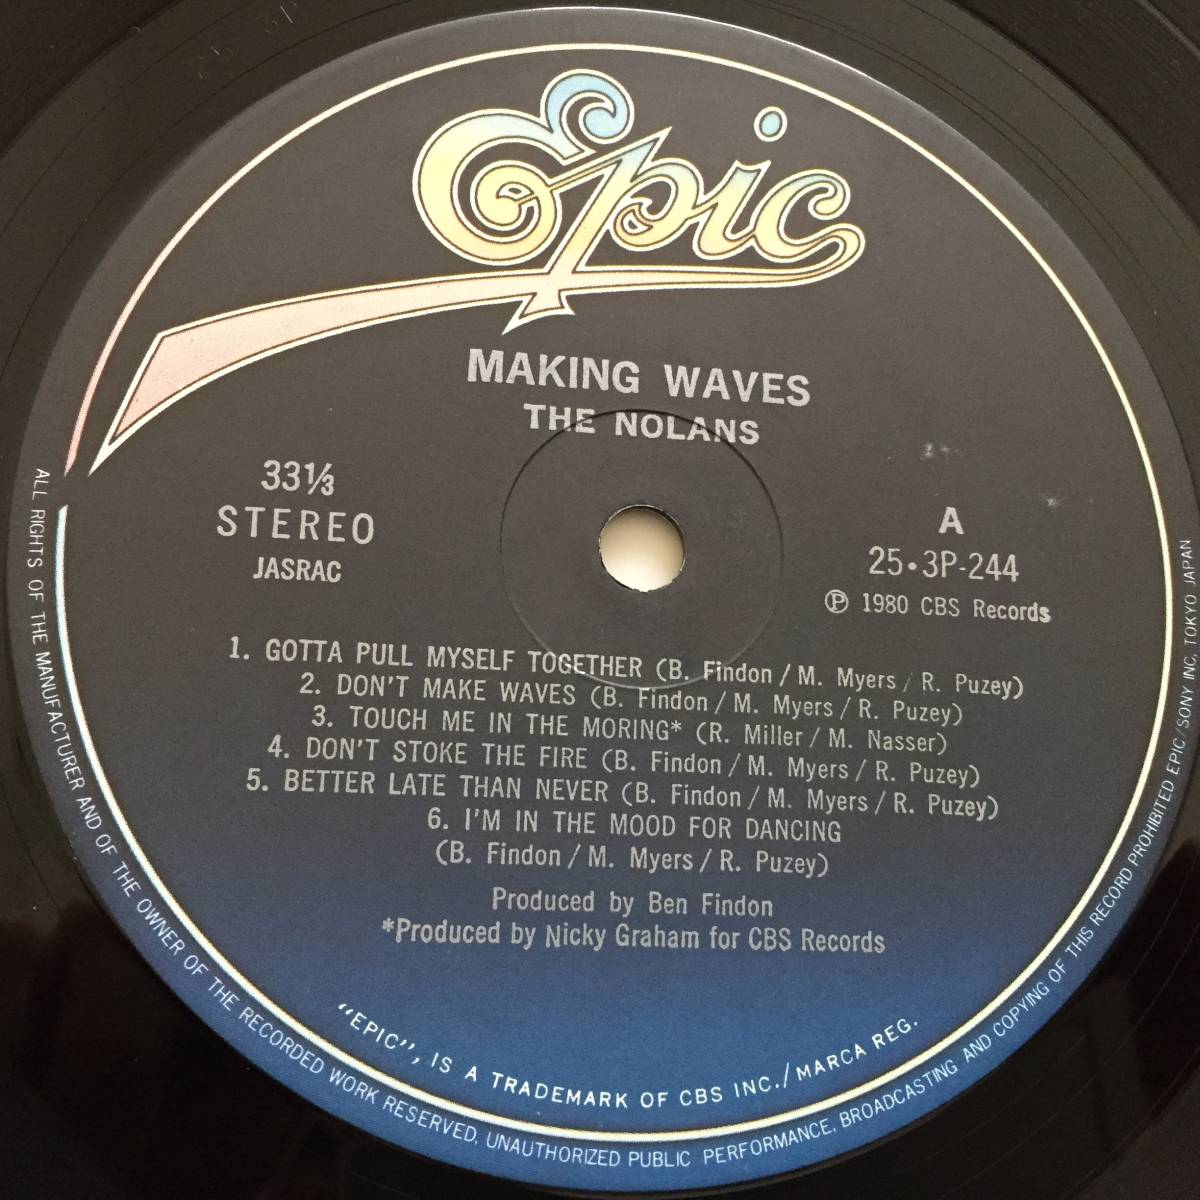 Epic
MAKING WAVES
THE NOLANS
33⅓
STEREO
JASRAC
A
25•3P-244
℗ 1980 CBS Records
1. GOTTA PULL MYSELF TOGETHER (B. Findon / M. Myers / R. Puzey)
2. DON'T MAKE WAVES (B. Findon / M. Myers / R. Puzey)
3. TOUCH ME IN THE MORING* (R. Miller / M. Nasser)
4. DON'T STOKE THE FIRE (B. Findon / M. Myers / R. Puzey)
5. BETTER LATE THAN NEVER (B. Findon / M. Myers / R. Puzey)
6. I'M IN THE MOOD FOR DANCING
(B. Findon / M. Myers / R. Puzey)
Produced by Ben Findon
*Produced by Nicky Graham for CBS Records
"EPIC", IS A TRADEMARK OF CBS INC./MARCA REG.
ALL RIGHTS OF THE MANUFACTURER AND OF THE OWNER OF THE RECORDED WORK RESERVED. UNAUTHORIZED PUBLIC PERFORMANCE, BROADCASTING AND COPYING OF THIS RECORD PROHIBITED EPIC/SONY INC. TOKYO JAPAN